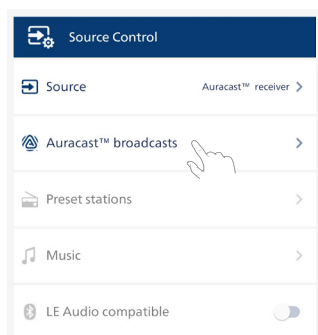 Source Control
Source Auracast™ receiver
Auracast™ broadcasts
Preset stations
Music
LE Audio compatible